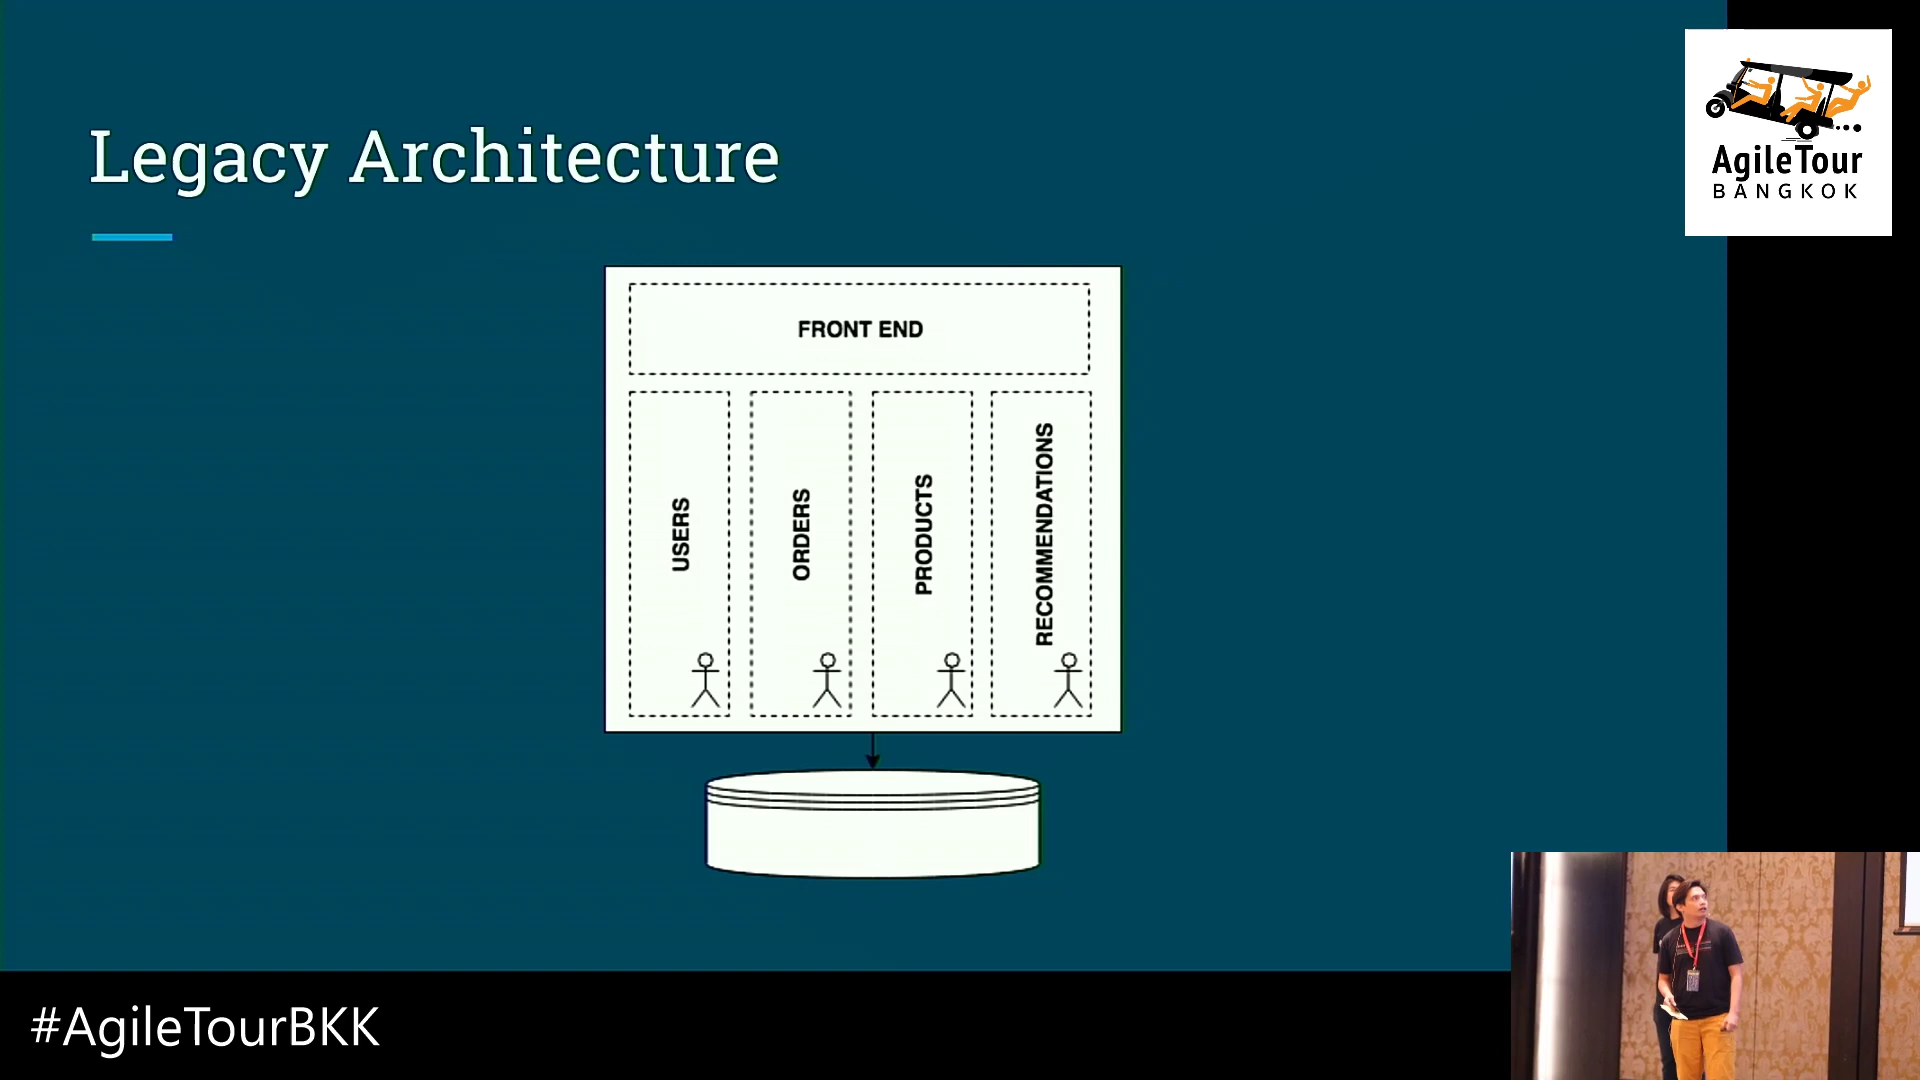 Legacy Architecture
AgileTour
BANGKOK
FRONT END
USERS
ORDERS
PRODUCTS
RECOMMENDATIONS
#AgileTourBKK